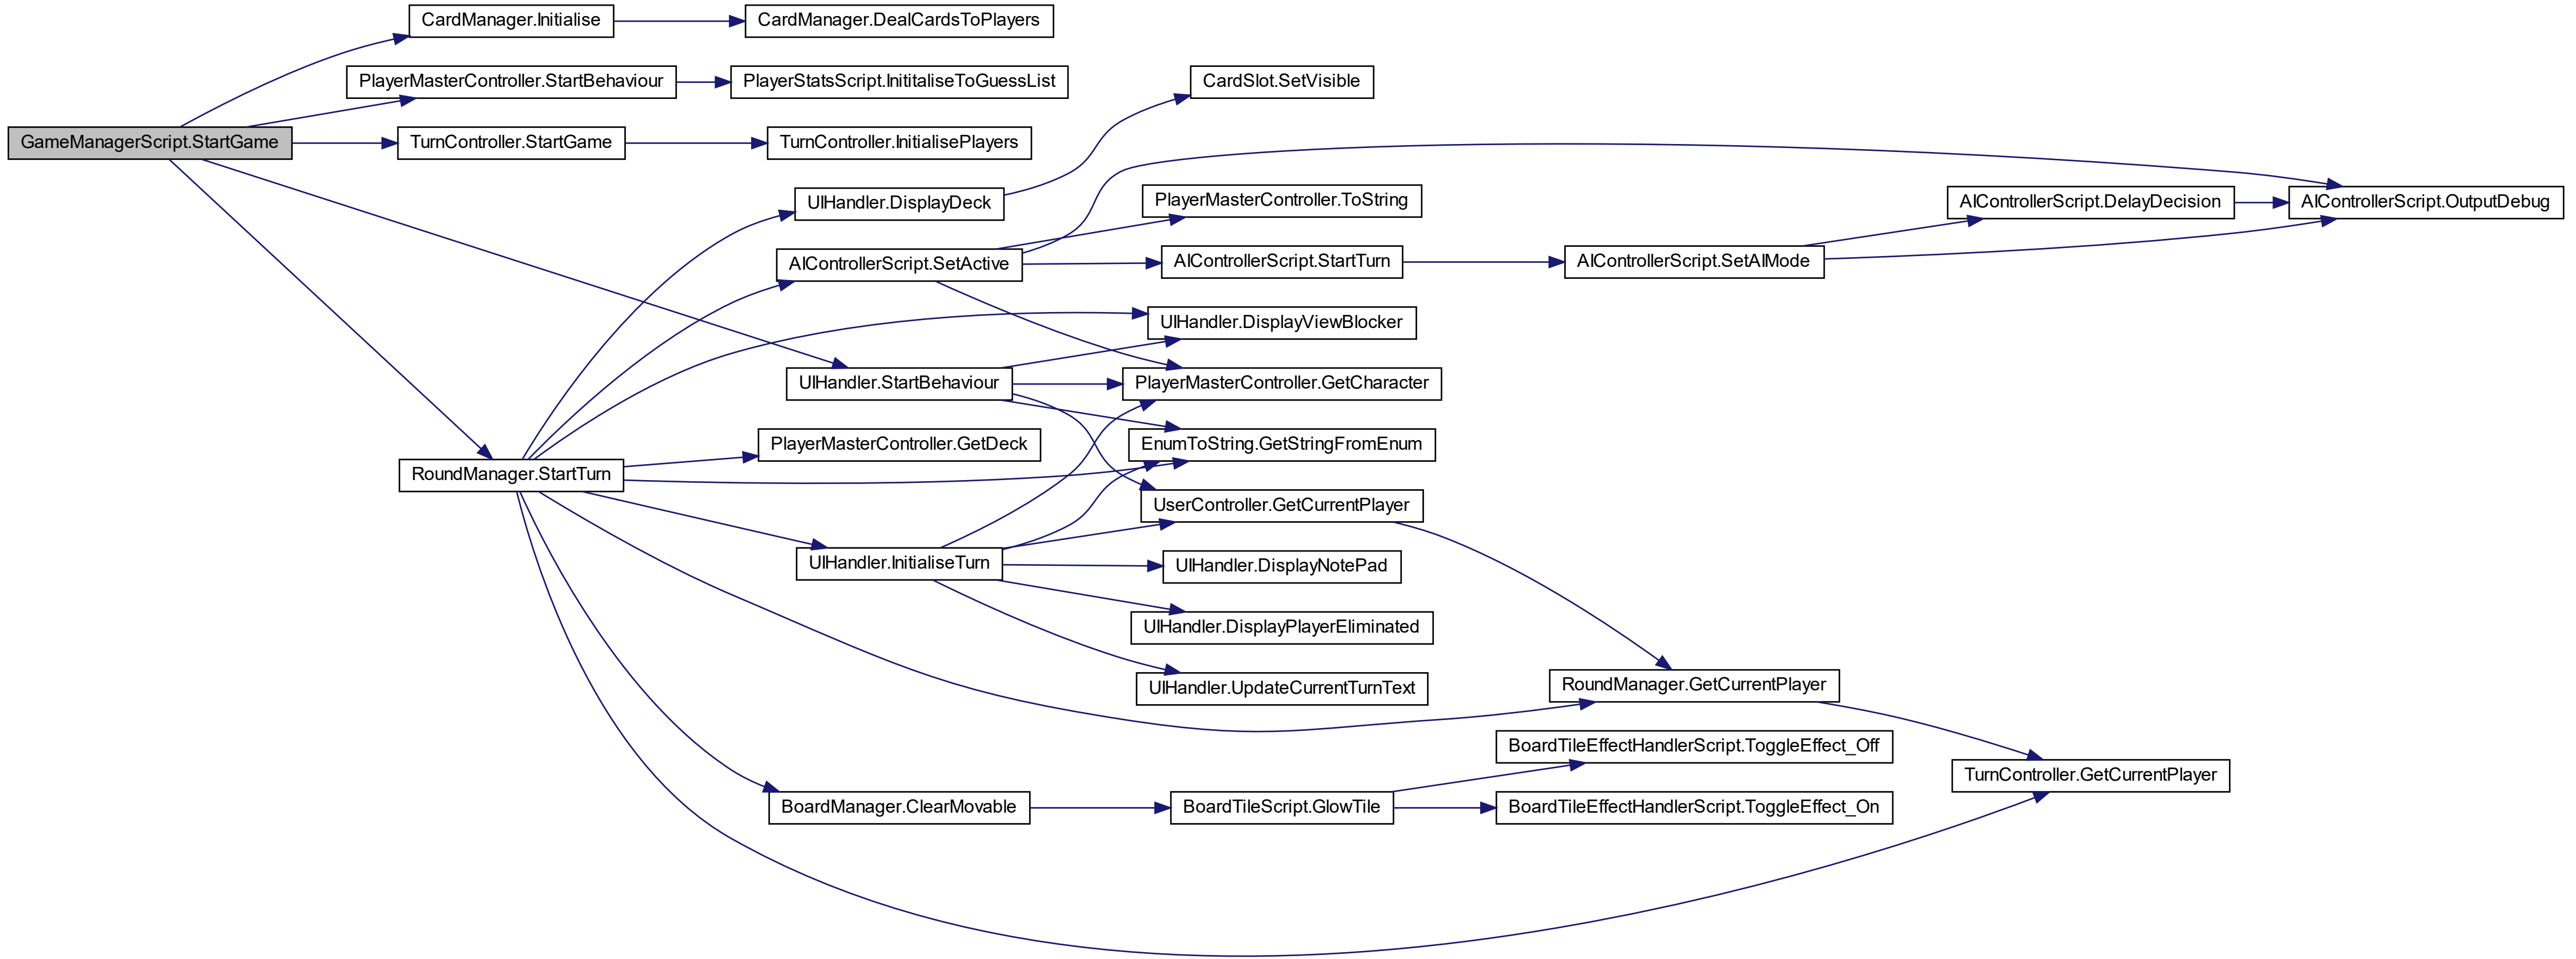 CardManager.Initialise
CardManager.DealCardsToPlayers
PlayerMasterController.StartBehaviour
PlayerStatsScript.InititaliseToGuessList
CardSlot.SetVisible
GameManagerScript.StartGame
TurnController.StartGame
TurnController.InitialisePlayers
UIHandler.DisplayDeck
PlayerMasterController.ToString
AIControllerScript.DelayDecision
AIControllerScript.OutputDebug
AIControllerScript.SetActive
AIControllerScript.StartTurn
AIControllerScript.SetAIMode
UIHandler.DisplayViewBlocker
UIHandler.StartBehaviour
PlayerMasterController.GetCharacter
PlayerMasterController.GetDeck
EnumToString.GetStringFromEnum
RoundManager.StartTurn
UserController.GetCurrentPlayer
UIHandler.InitialiseTurn
UIHandler.DisplayNotePad
UIHandler.DisplayPlayerEliminated
UIHandler.UpdateCurrentTurnText
RoundManager.GetCurrentPlayer
BoardTileEffectHandlerScript.ToggleEffect_Off
TurnController.GetCurrentPlayer
BoardManager.ClearMovable
BoardTileScript.GlowTile
BoardTileEffectHandlerScript.ToggleEffect_On